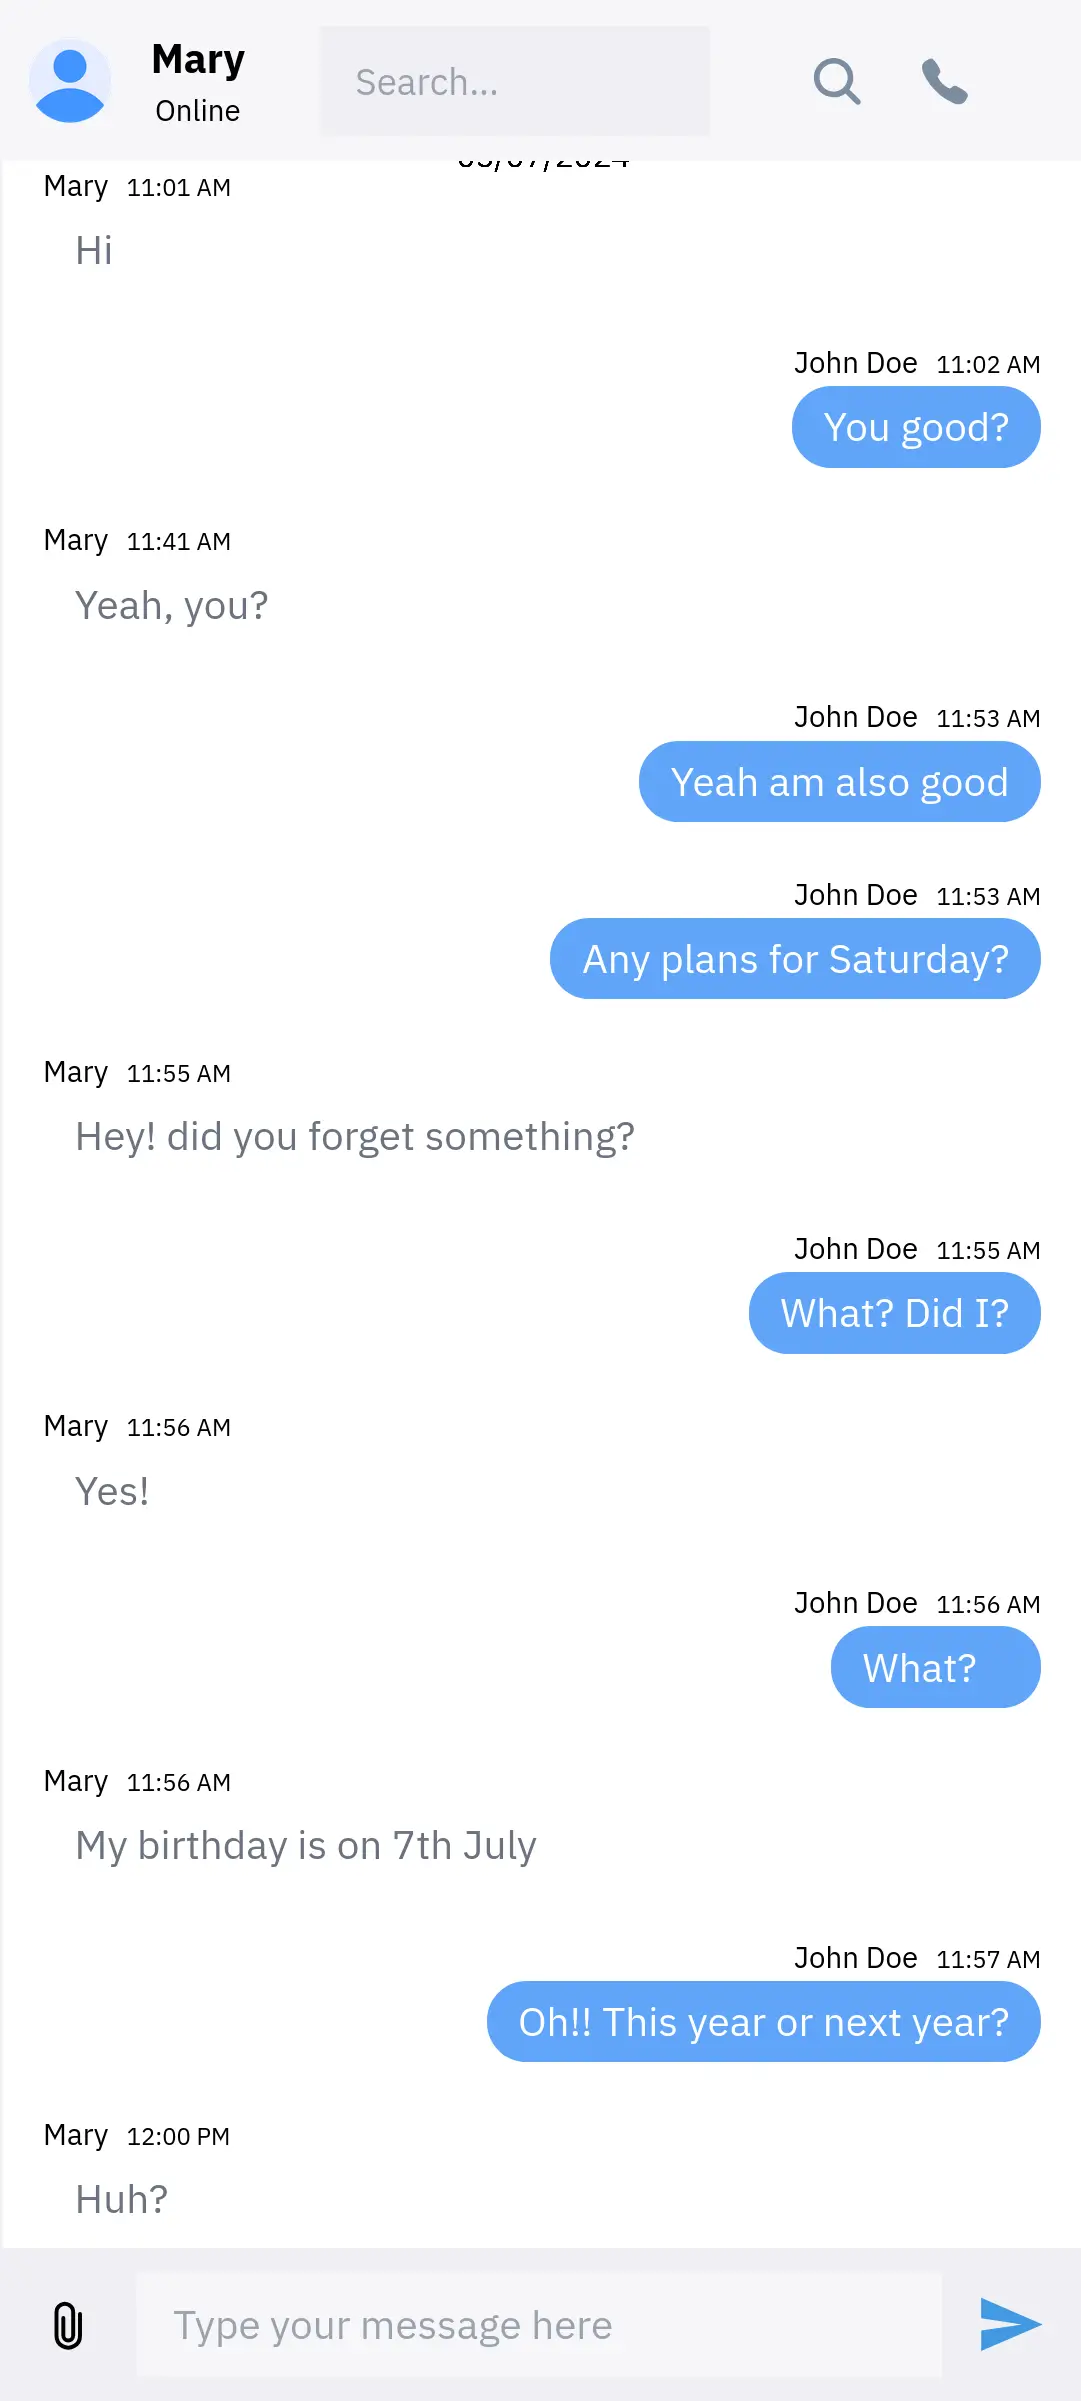 Mary
Online
Search...
Mary 11:01 AM
Hi
John Doe 11:02 AM
You good?
Mary 11:41 AM
Yeah, you?
John Doe 11:53 AM
Yeah am also good
John Doe 11:53 AM
Any plans for Saturday?
Mary 11:55 AM
Hey! did you forget something?
John Doe 11:55 AM
What? Did I?
Mary 11:56 AM
Yes!
John Doe 11:56 AM
What?
Mary 11:56 AM
My birthday is on 7th July
John Doe 11:57 AM
Oh!! This year or next year?
Mary 12:00 PM
Huh?
Type your message here